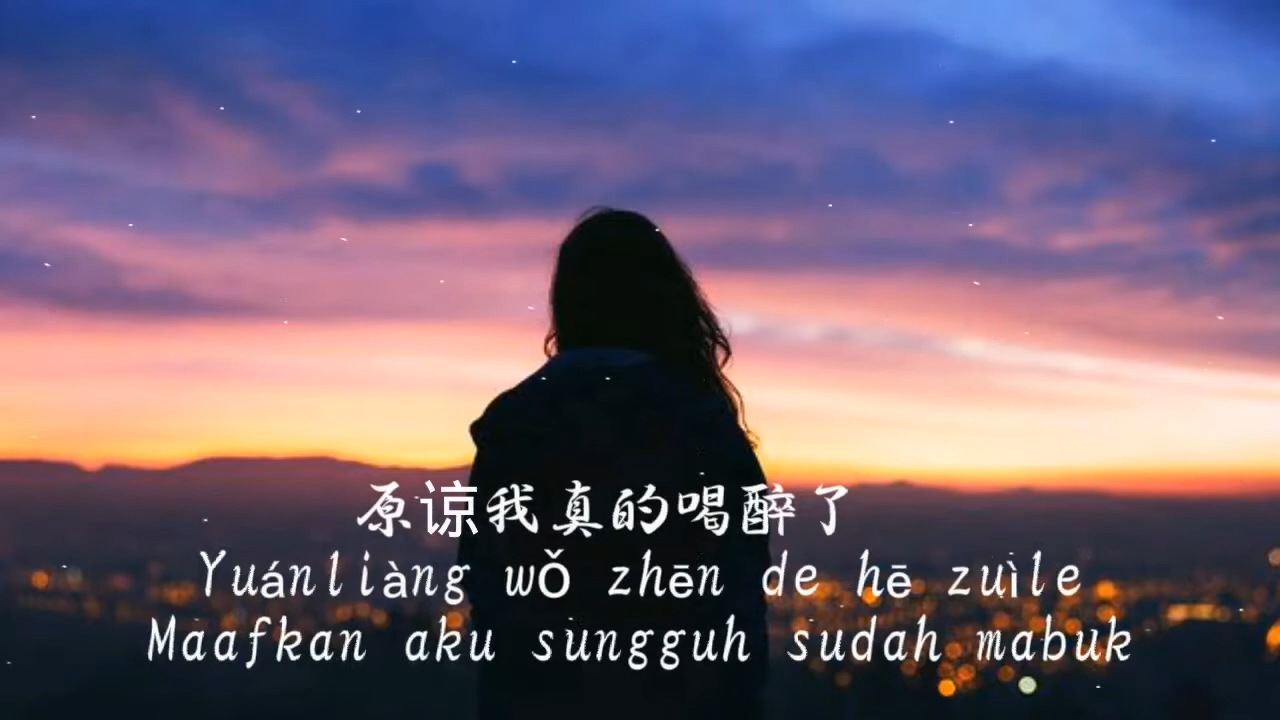 原谅我真的喝醉了
Yuánliàng wǒ zhēn de hē zuìle
Maafkan aku sungguh sudah mabuk